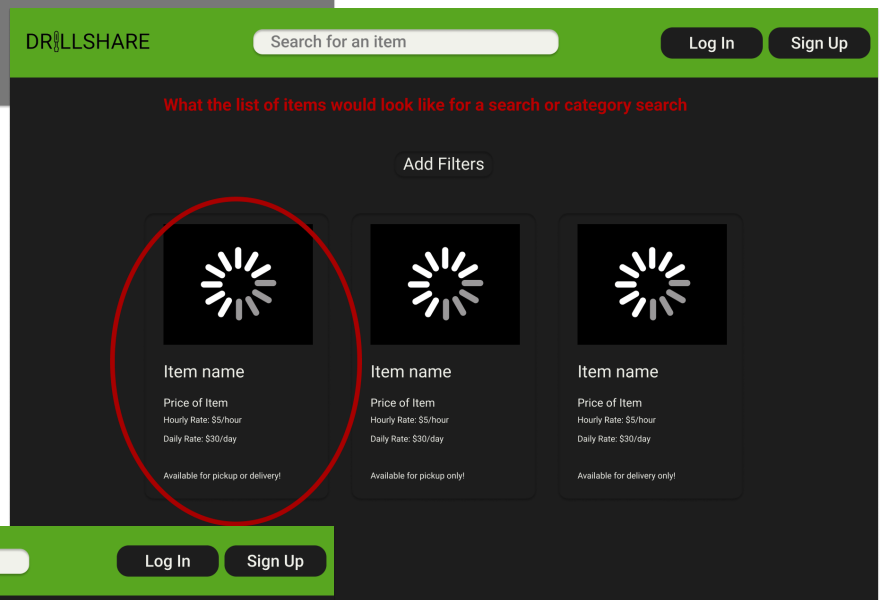 DRILLSHARE
Search for an item
Log In
Sign Up
What the list of items would look like for a search or category search
Add Filters
Item name
Price of Item
Hourly Rate: $5/hour
Daily Rate: $30/day
Available for pickup or delivery!
Item name
Price of Item
Hourly Rate: $5/hour
Daily Rate: $30/day
Available for pickup only!
Item name
Price of Item
Hourly Rate: $5/hour
Daily Rate: $30/day
Available for delivery only!
Log In
Sign Up